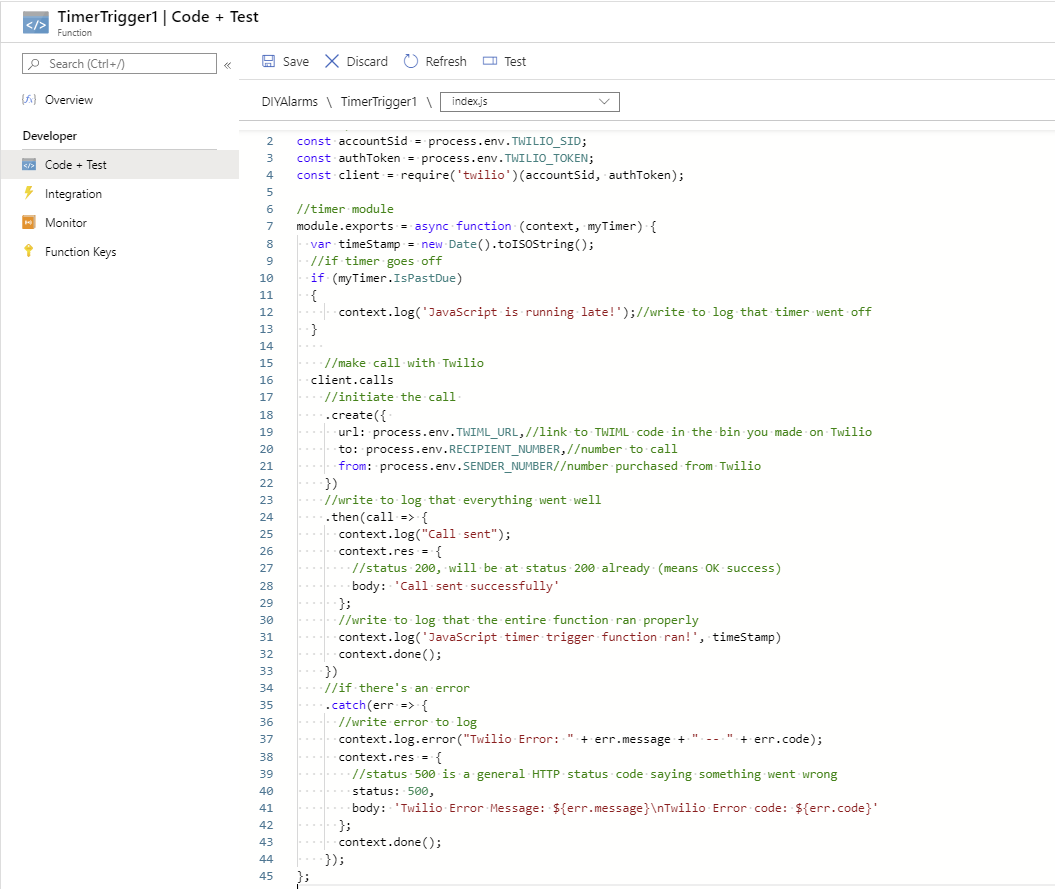 TimerTrigger1 | Code + Test
Function
Search (Ctrl+/)
«
Save
Discard
Refresh
Test
Overview
DIYAlarms \ TimerTrigger1 \ index.js
Developer
Code + Test
Integration
Monitor
Function Keys
2 const accountSid = process.env.TWILIO_SID;
3 const authToken = process.env.TWILIO_TOKEN;
4 const client = require('twilio')(accountSid, authToken);
5
6 //timer module
7 module.exports = async function (context, myTimer) {
8 var timeStamp = new Date().toISOString();
9 //if timer goes off
10 if (myTimer.IsPastDue)
11 {
12 context.log('JavaScript is running late!');//write to log that timer went off
13 }
14
15 //make call with Twilio
16 client.calls
17 //initiate the call
18 .create({
19 url: process.env.TWIML_URL,//link to TWIML code in the bin you made on Twilio
20 to: process.env.RECIPIENT_NUMBER,//number to call
21 from: process.env.SENDER_NUMBER//number purchased from Twilio
22 })
23 //write to log that everything went well
24 .then(call => {
25 context.log("Call sent");
26 context.res = {
27 //status 200, will be at status 200 already (means OK success)
28 body: 'Call sent successfully'
29 };
30 //write to log that the entire function ran properly
31 context.log('JavaScript timer trigger function ran!', timeStamp)
32 context.done();
33 })
34 //if there's an error
35 .catch(err => {
36 //write error to log
37 context.log.error("Twilio Error: " + err.message + " -- " + err.code);
38 context.res = {
39 //status 500 is a general HTTP status code saying something went wrong
40 status: 500,
41 body: 'Twilio Error Message: ${err.message}\nTwilio Error code: ${err.code}'
42 };
43 context.done();
44 });
45 };